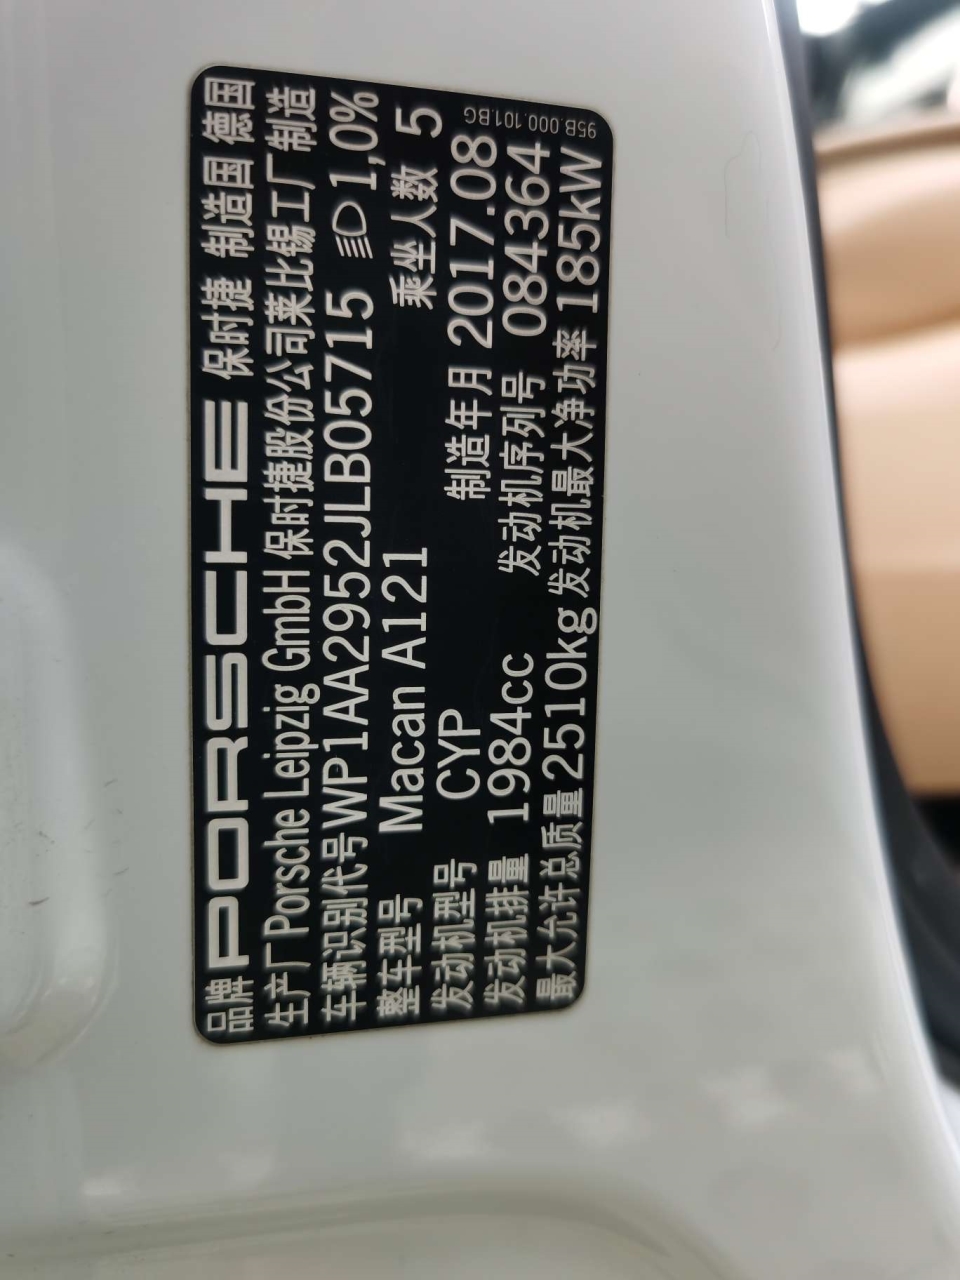 品牌 PORSCHE 保时捷 制造国 德国
生产厂 Porsche Leipzig GmbH 保时捷股份公司莱比锡工厂制造
车辆识别代号 WP1AA2952JLB05715 1,0%
整车型号 Macan A121 乘坐人数 5
发动机型号 CYP 制造年月 2017.08
发动机排量 1984cc 发动机序列号 084364
最大允许总质量 2510kg 发动机最大净功率 185kW
95B.000.101.BG